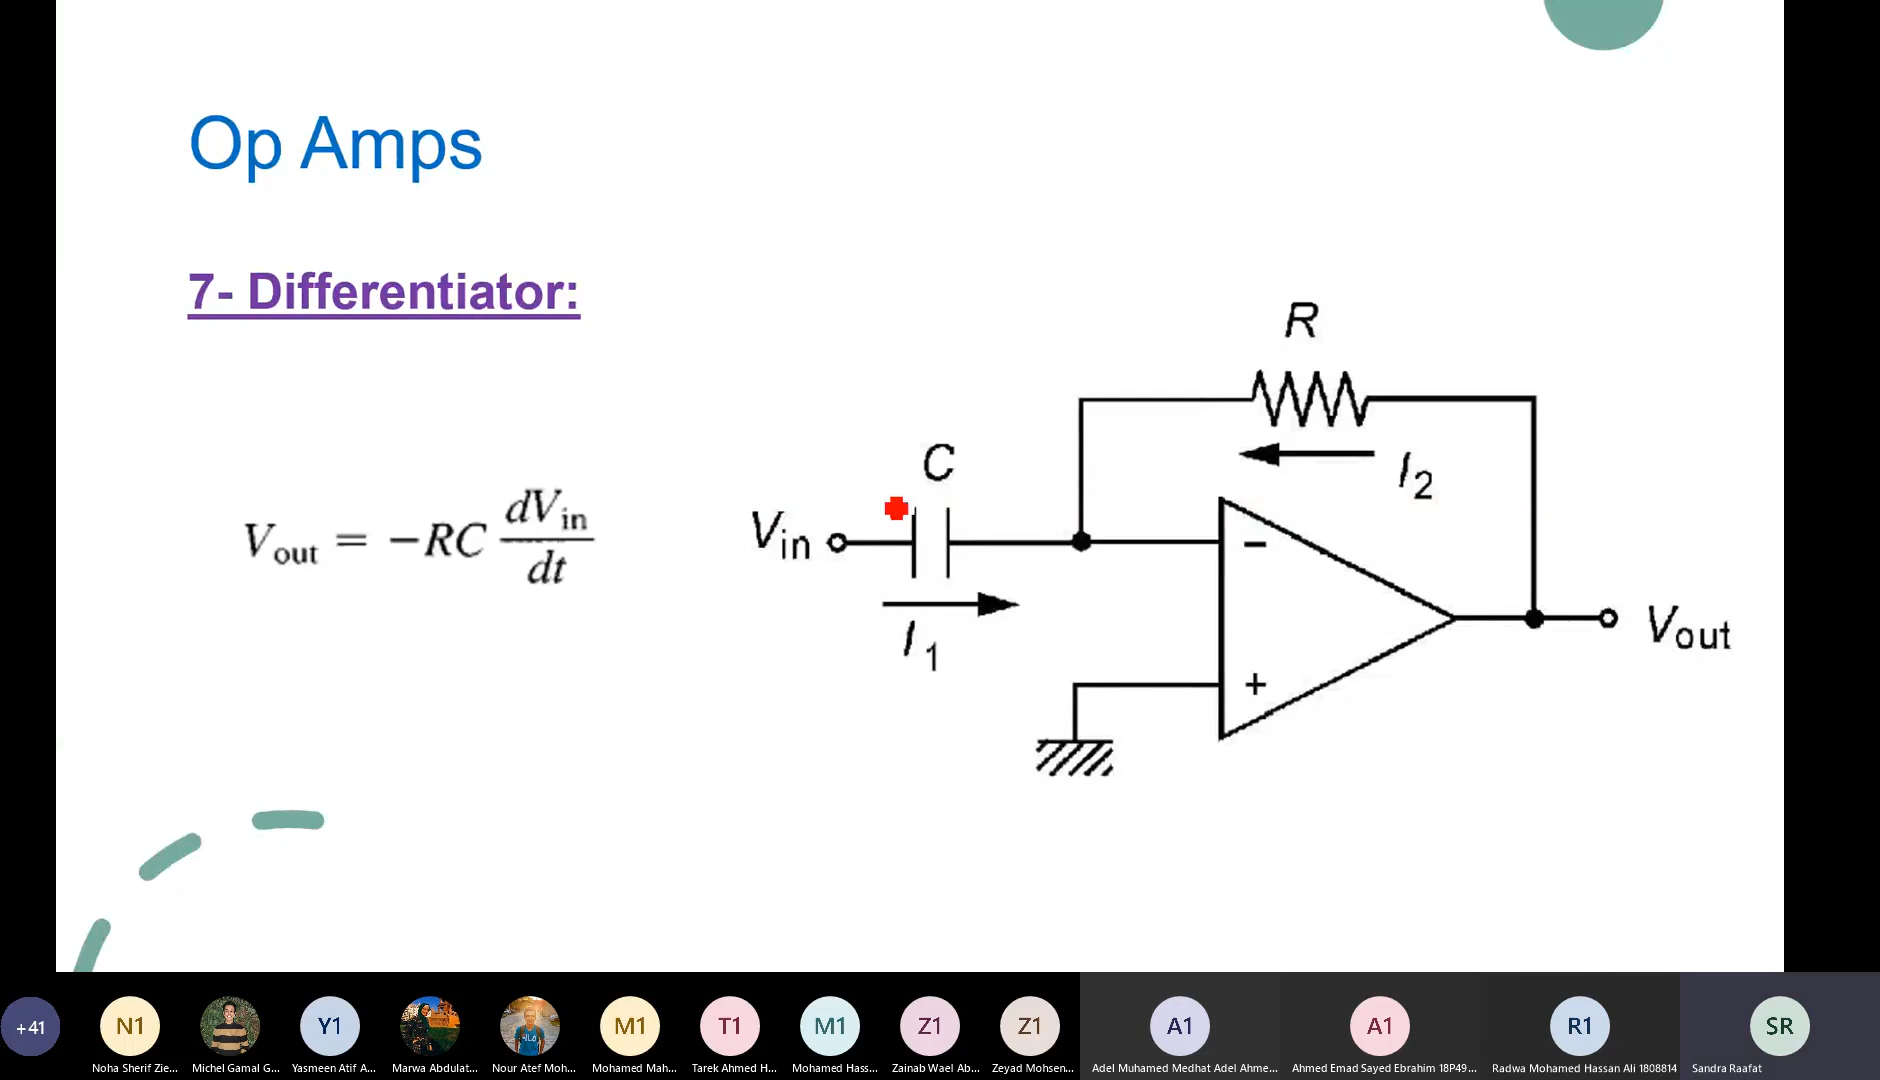 Op Amps
7- Differentiator:
R
C
I2
Vout = −RC dVin/dt
Vin
−
I1
+
Vout
+41
N1
Y1
M1
T1
M1
Z1
Z1
A1
A1
R1
SR
Noha Sherif Zie...
Michel Gamal G...
Yasmeen Atif A...
Marwa Abdulat...
Nour Atef Moh...
Mohamed Mah...
Tarek Ahmed H...
Mohamed Hass...
Zainab Wael Ab...
Zeyad Mohsen...
Adel Muhamed Medhat Adel Ahme...
Ahmed Emad Sayed Ebrahim 18P49...
Radwa Mohamed Hassan Ali 1808814
Sandra Raafat